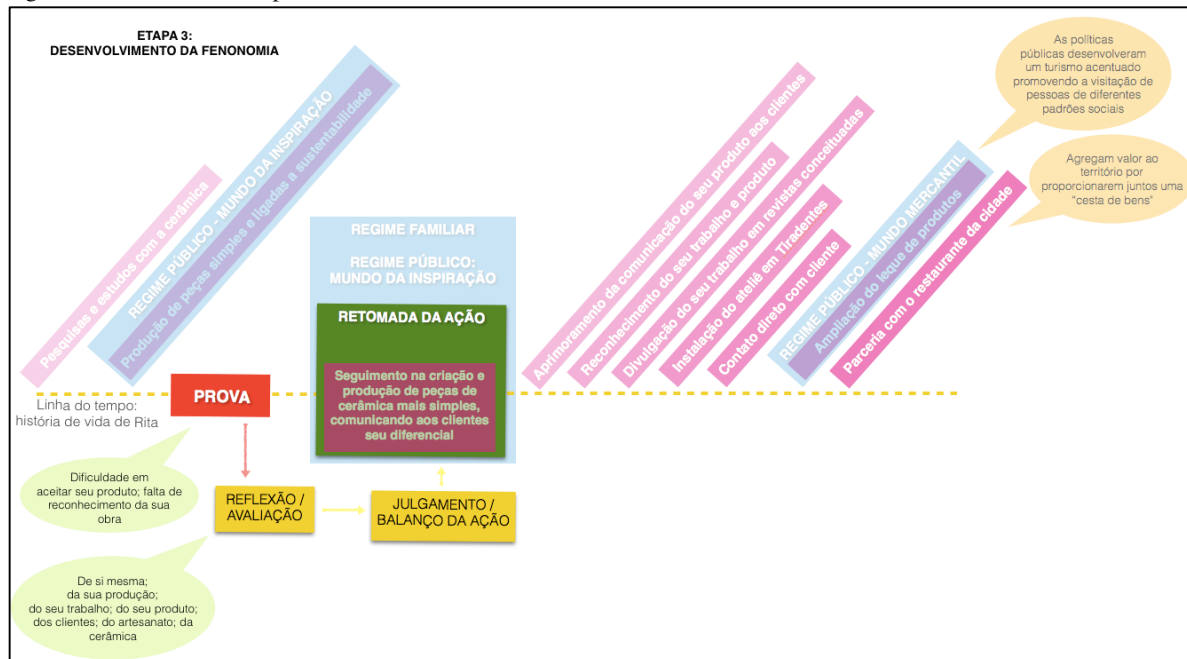 ETAPA 3:
DESENVOLVIMENTO DA FENONOMIA
Pesquisas e estudos com a cerâmica
REGIME PÚBLICO - MUNDO DA INSPIRAÇÃO
Produção de peças simples e ligadas a sustentabilidade
Linha do tempo:
história de vida de Rita
PROVA
Dificuldade em
aceitar seu produto; falta de
reconhecimento da sua
obra
REFLEXÃO /
AVALIAÇÃO
De si mesma;
da sua produção;
do seu trabalho; do seu produto;
dos clientes; do artesanato; da
cerâmica
JULGAMENTO /
BALANÇO DA AÇÃO
REGIME FAMILIAR
REGIME PÚBLICO:
MUNDO DA INSPIRAÇÃO
RETOMADA DA AÇÃO
Seguimento na criação e
produção de peças de
cerâmica mais simples,
comunicando aos clientes
seu diferencial
Aprimoramento da comunicação do seu produto aos clientes
Reconhecimento do seu trabalho e produto
Divulgação do seu trabalho em revistas conceituadas
Instalação do ateliê em Tiradentes
Contato direto com cliente
REGIME PÚBLICO - MUNDO MERCANTIL
Ampliação do leque de produtos
Parceria com o restaurante da cidade
As políticas
públicas desenvolveram
um turismo acentuado
promovendo a visitação de
pessoas de diferentes
padrões sociais
Agregam valor ao
território por
proporcionarem juntos uma
“cesta de bens”